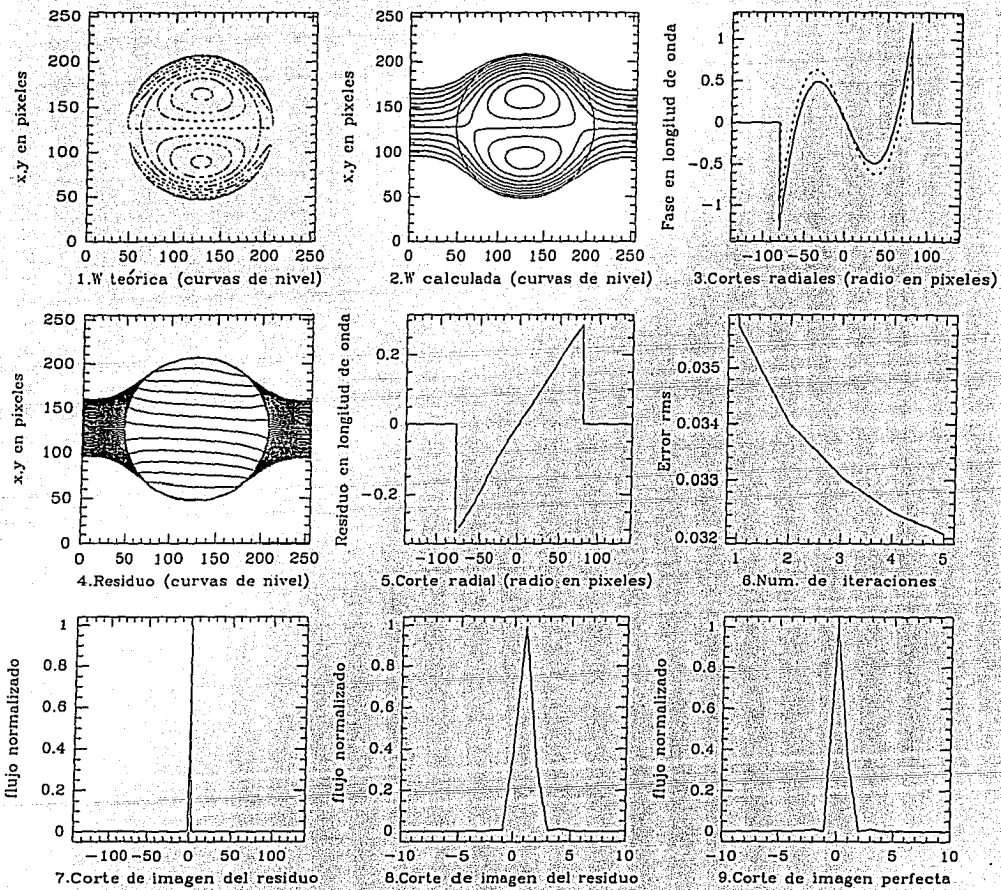 x.y en pixeles
250
200
150
100
50
0
0 50 100 150 200 250
1.W teórica (curvas de nivel)
x.y en pixeles
250
200
150
100
50
0
0 50 100 150 200 250
2.W calculada (curvas de nivel)
Fase en longitud de onda
1
0.5
0
-0.5
-1
-100 -50 0 50 100
3.Cortes radiales (radio en pixeles)
x.y en pixeles
250
200
150
100
50
0
0 50 100 150 200 250
4.Residuo (curvas de nivel)
Residuo en longitud de onda
0.2
0
-0.2
-100 -50 0 50 100
5.Corte radial (radio en pixeles)
Error rms
0.035
0.034
0.033
0.032
1 2 3 4 5
6.Num. de iteraciones
flujo normalizado
1
0.8
0.6
0.4
0.2
0
-100 -50 0 50 100
7.Corte de imagen del residuo
flujo normalizado
1
0.8
0.6
0.4
0.2
0
-10 -5 0 5 10
8.Corte de imagen del residuo
flujo normalizado
1
0.8
0.6
0.4
0.2
0
-10 -5 0 5 10
9.Corte de imagen perfecta